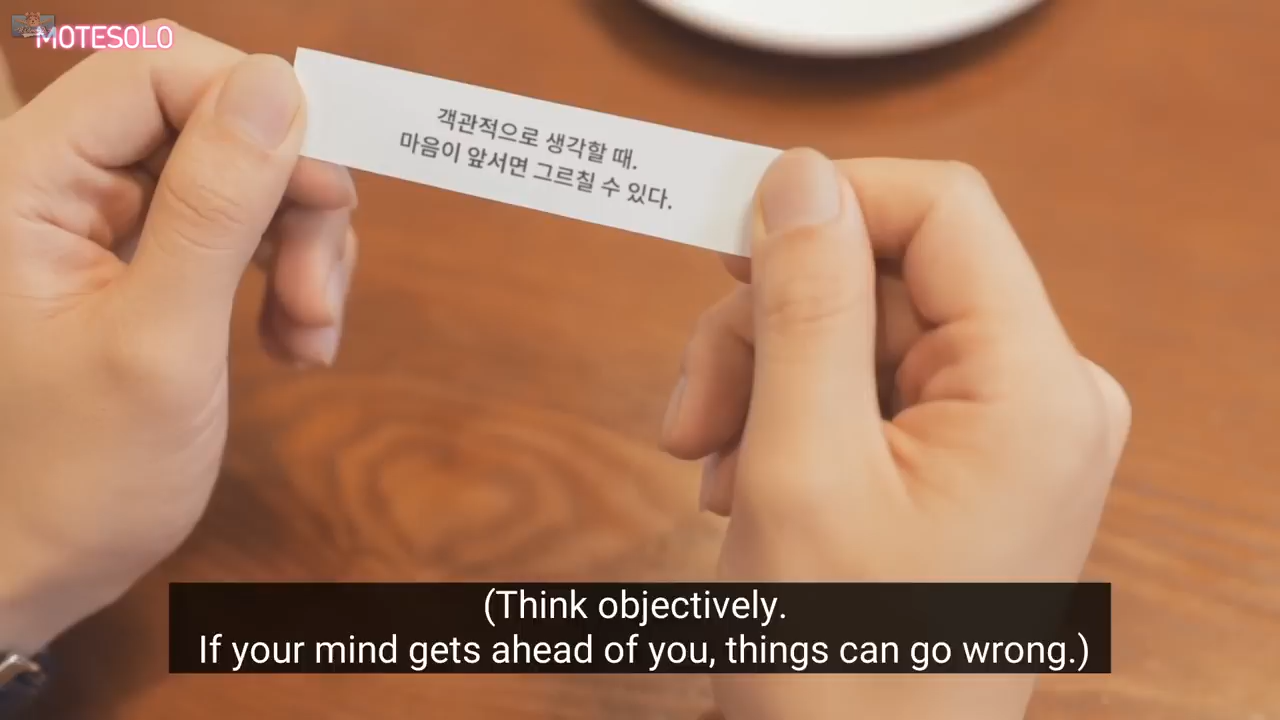 MOTESOLO
객관적으로 생각할 때.
마음이 앞서면 그르칠 수 있다.
(Think objectively.
If your mind gets ahead of you, things can go wrong.)